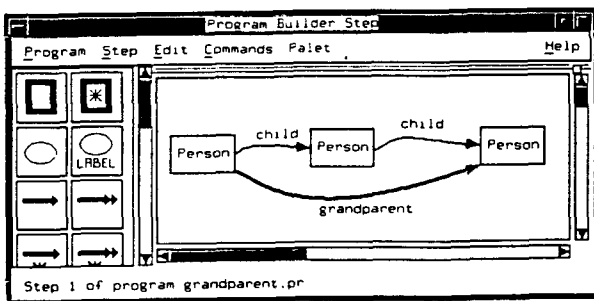 Program Builder Step
Program Step Edit Commands Palet Help
LABEL
child
child
Person
Person
Person
grandparent
Step 1 of program grandparent.pr